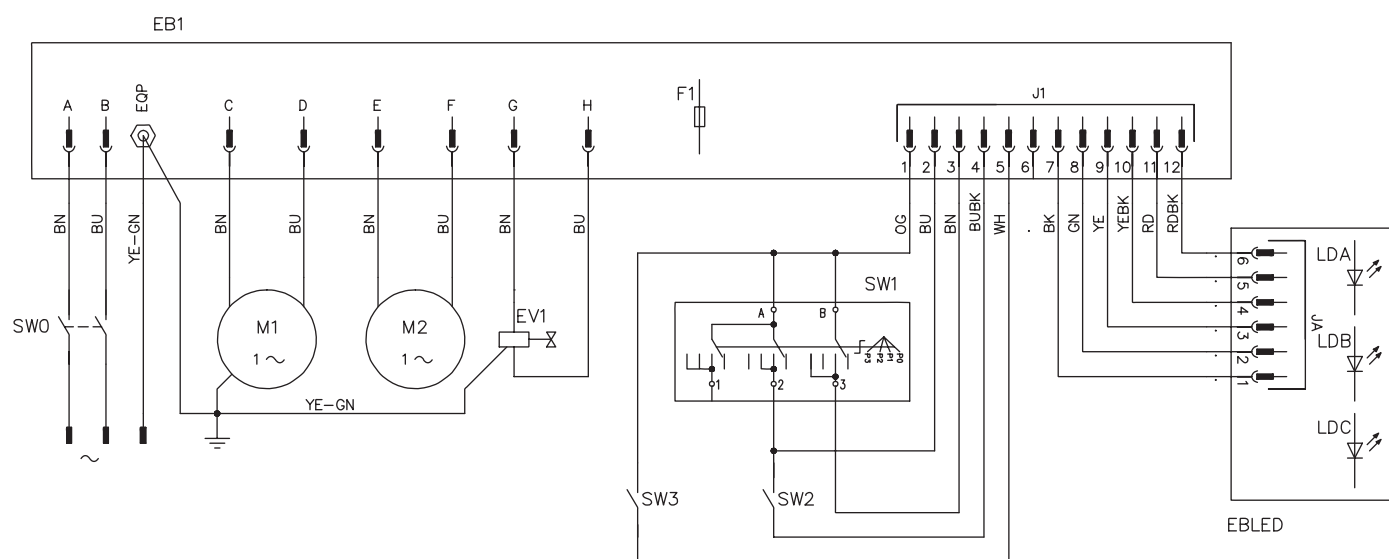 EB1
A B EQP C D E F G H
F1
J1
1 2 3 4 5 6 7 8 9 10 11 12
BN BU YE-GN BN BU BN BU BN BU
OG BU BN BUBK WH . BK GN YE YEBK RD RDBK
SW0
M1
1 ~
M2
1 ~
EV1
YE-GN
~
SW1
A B
P3 P2 P1 P0
1 2 3
SW3
SW2
6
5
4
3
2
1
JA
LDA
LDB
LDC
EBLED